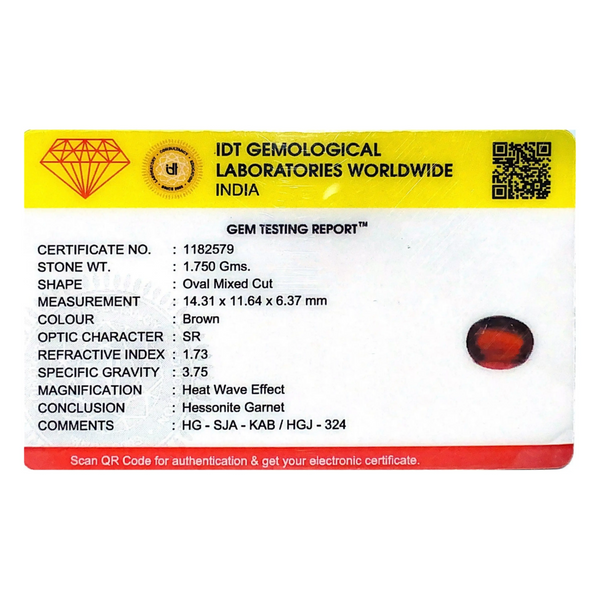 IDT GEMOLOGICAL
LABORATORIES WORLDWIDE
INDIA
idt
GEM TESTING REPORT™
CERTIFICATE NO. : 1182579
STONE WT. : 1.750 Gms.
SHAPE : Oval Mixed Cut
MEASUREMENT : 14.31 x 11.64 x 6.37 mm
COLOUR : Brown
OPTIC CHARACTER : SR
REFRACTIVE INDEX : 1.73
SPECIFIC GRAVITY : 3.75
MAGNIFICATION : Heat Wave Effect
CONCLUSION : Hessonite Garnet
COMMENTS : HG - SJA - KAB / HGJ - 324
Scan QR Code for authentication & get your electronic certificate.